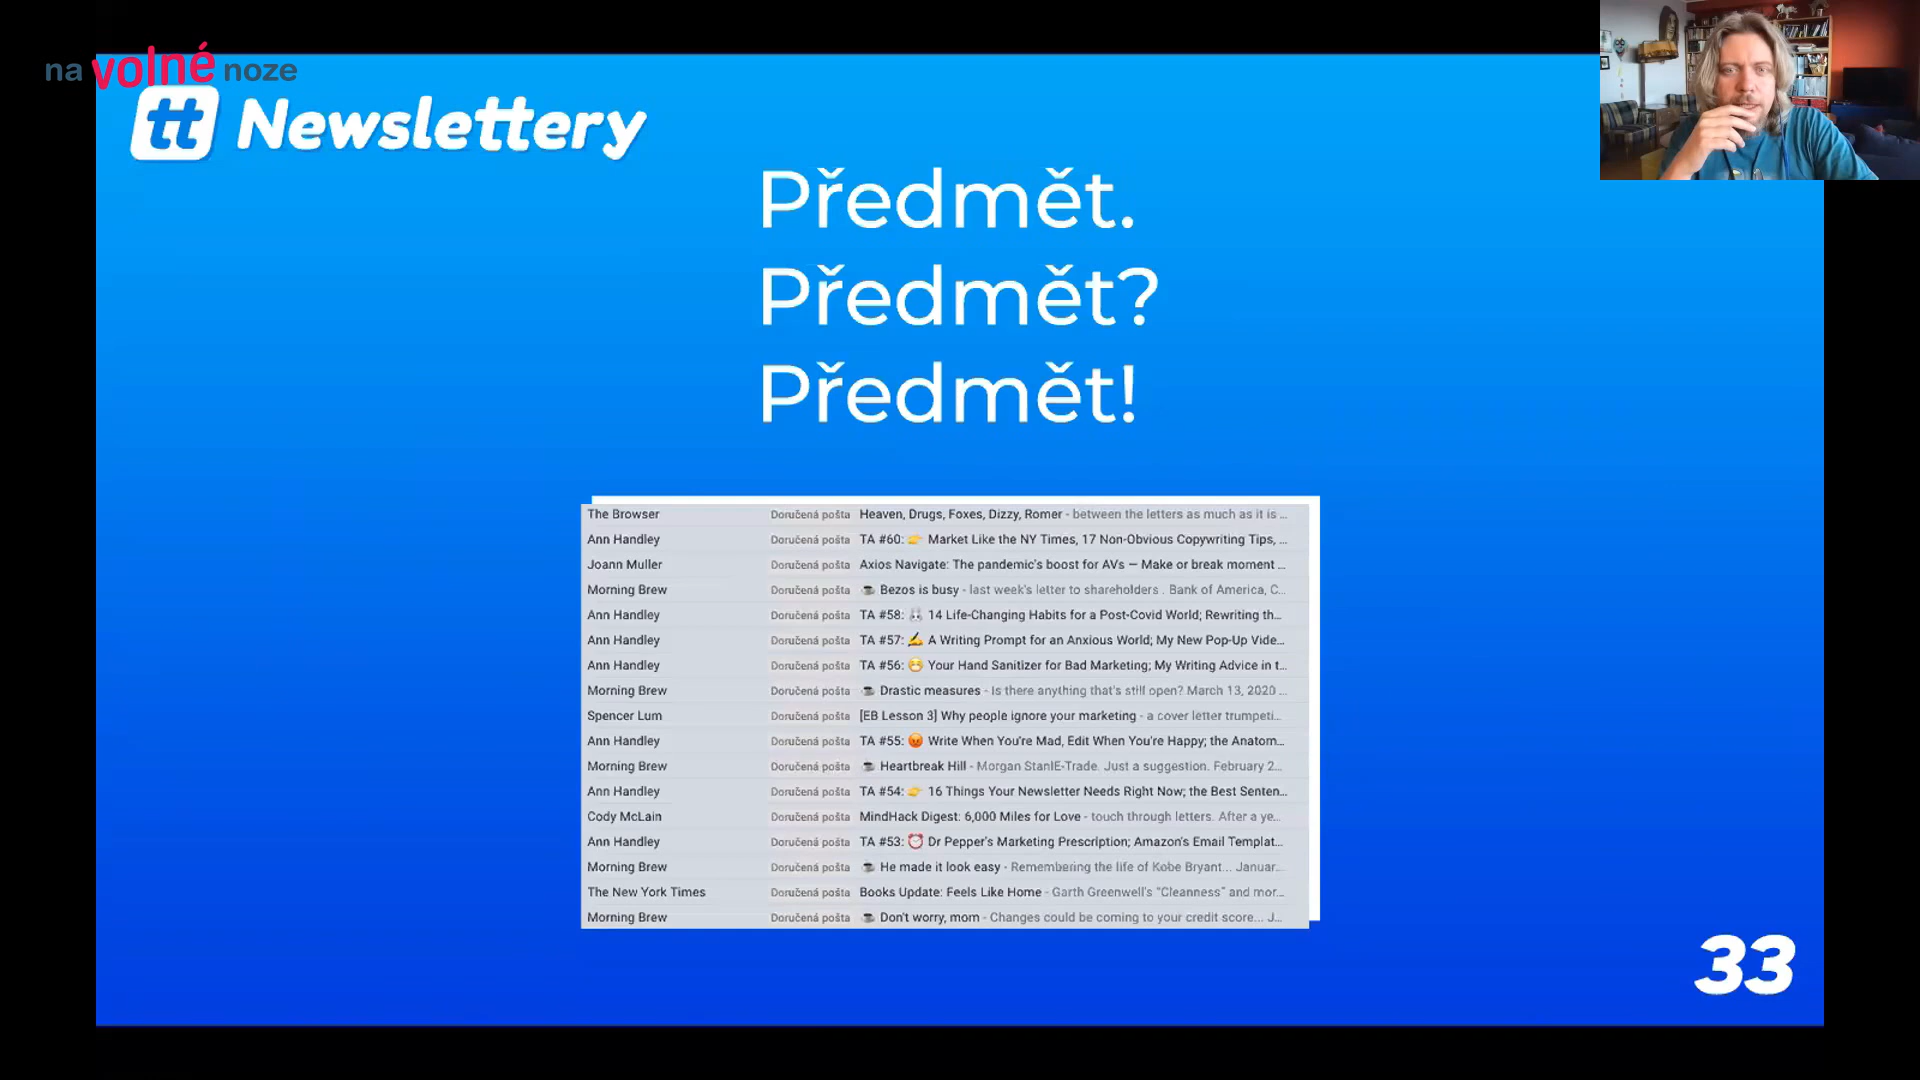 na volné noze
tt Newslettery
Předmět.
Předmět?
Předmět!
The Browser Doručená pošta Heaven, Drugs, Foxes, Dizzy, Romer - between the letters as much as it is ...
Ann Handley Doručená pošta TA #60: 👉 Market Like the NY Times, 17 Non-Obvious Copywriting Tips, ...
Joann Muller Doručená pošta Axios Navigate: The pandemic's boost for AVs — Make or break moment ...
Morning Brew Doručená pošta ☕ Bezos is busy - last week's letter to shareholders . Bank of America, C...
Ann Handley Doručená pošta TA #58: 🐰 14 Life-Changing Habits for a Post-Covid World; Rewriting th...
Ann Handley Doručená pošta TA #57: ✍ A Writing Prompt for an Anxious World; My New Pop-Up Vide...
Ann Handley Doručená pošta TA #56: 😷 Your Hand Sanitizer for Bad Marketing; My Writing Advice in t...
Morning Brew Doručená pošta ☕ Drastic measures - Is there anything that's still open? March 13, 2020 ...
Spencer Lum Doručená pošta [EB Lesson 3] Why people ignore your marketing - a cover letter trumpeti...
Ann Handley Doručená pošta TA #55: 😡 Write When You're Mad, Edit When You're Happy; the Anatom...
Morning Brew Doručená pošta ☕ Heartbreak Hill - Morgan StanlE-Trade. Just a suggestion. February 2...
Ann Handley Doručená pošta TA #54: 👉 16 Things Your Newsletter Needs Right Now; the Best Senten...
Cody McLain Doručená pošta MindHack Digest: 6,000 Miles for Love - touch through letters. After a ye...
Ann Handley Doručená pošta TA #53: ⏰ Dr Pepper's Marketing Prescription; Amazon's Email Templat...
Morning Brew Doručená pošta ☕ He made it look easy - Remembering the life of Kobe Bryant... Januar...
The New York Times Doručená pošta Books Update: Feels Like Home - Garth Greenwell's "Cleanness" and mor...
Morning Brew Doručená pošta ☕ Don't worry, mom - Changes could be coming to your credit score... J...
33